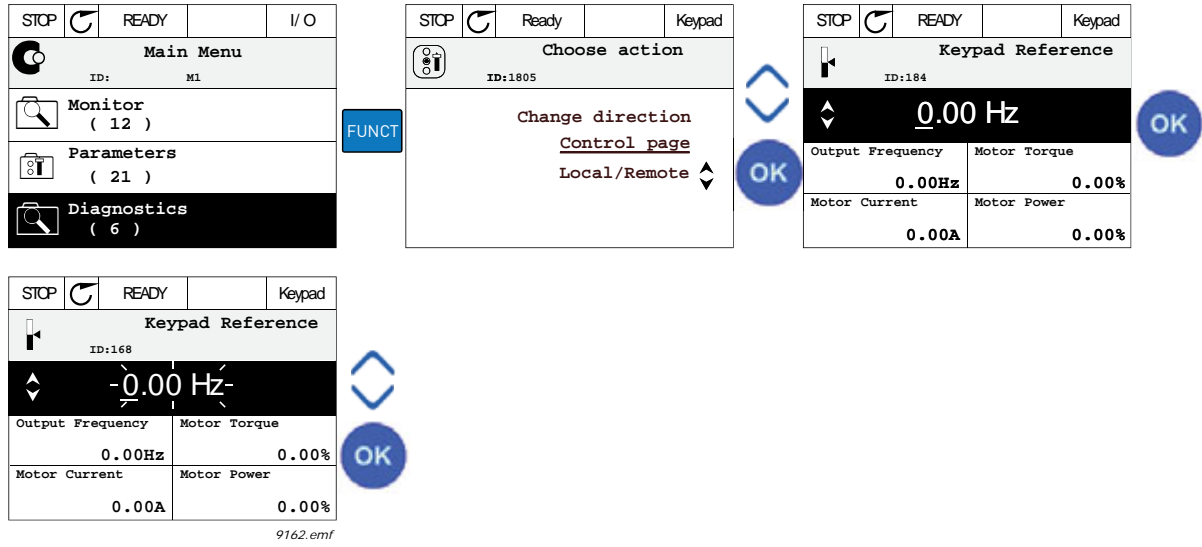 STOP READY I/O
Main Menu
ID: M1
Monitor
( 12 )
Parameters
( 21 )
Diagnostics
( 6 )
FUNCT
STOP Ready Keypad
Choose action
ID:1805
Change direction
Control page
Local/Remote
OK
STOP READY Keypad
Keypad Reference
ID:184
0.00 Hz
Output Frequency Motor Torque
0.00Hz 0.00%
Motor Current Motor Power
0.00A 0.00%
OK
STOP READY Keypad
Keypad Reference
ID:168
0.00 Hz
Output Frequency Motor Torque
0.00Hz 0.00%
Motor Current Motor Power
0.00A 0.00%
OK
9162.emf